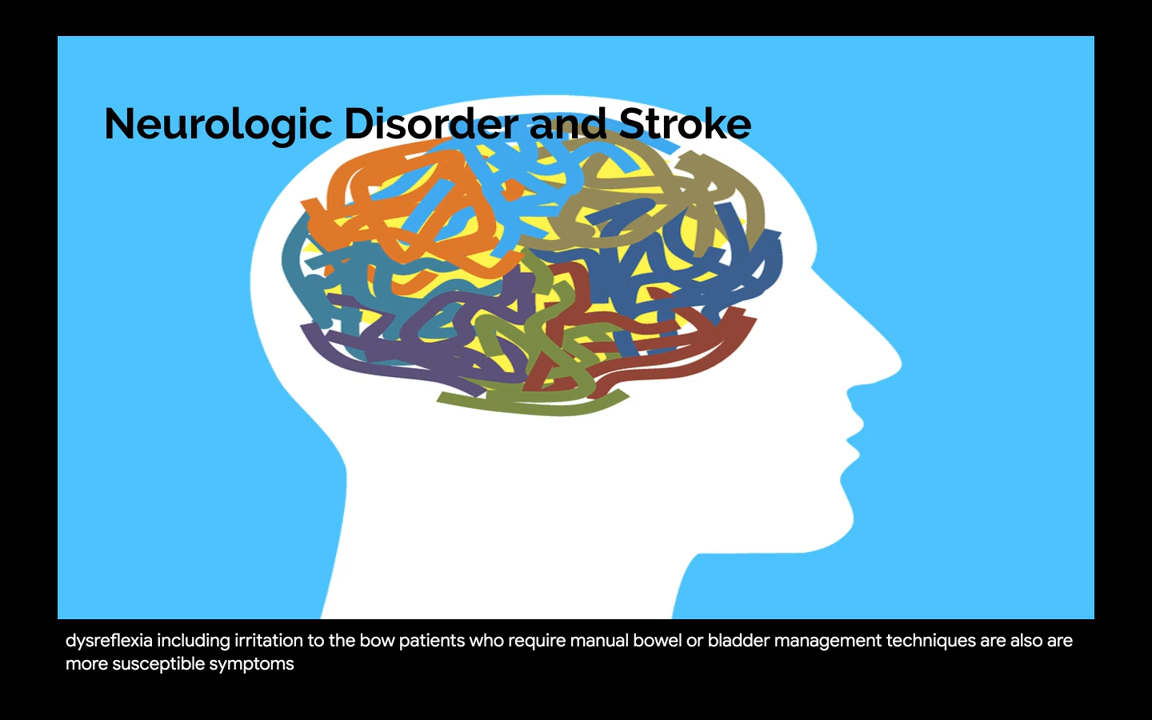 Neurologic Disorder and Stroke
dysreflexia including irritation to the bow patients who require manual bowel or bladder management techniques are also are
more susceptible symptoms